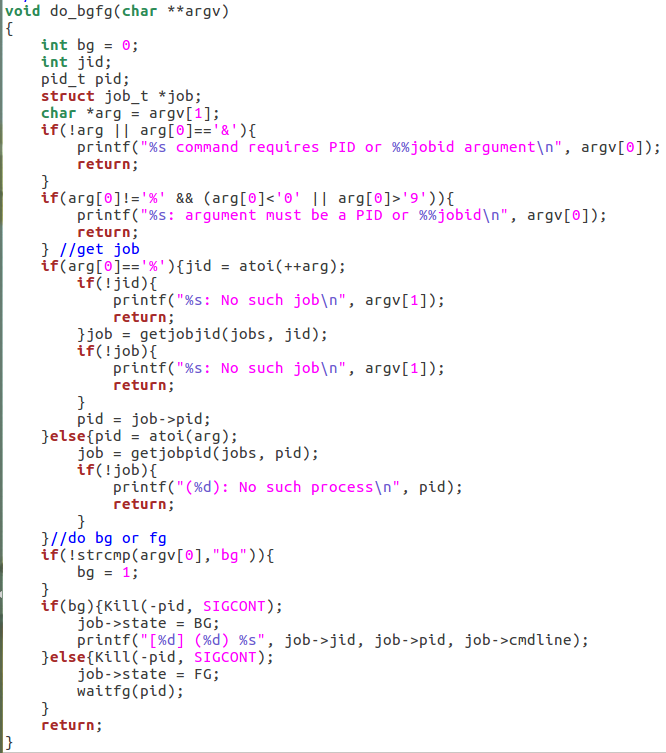 void do_bgfg(char **argv)
{
    int bg = 0;
    int jid;
    pid_t pid;
    struct job_t *job;
    char *arg = argv[1];
    if(!arg || arg[0]=='&'){
        printf("%s command requires PID or %%jobid argument\n", argv[0]);
        return;
    }
    if(arg[0]!='%' && (arg[0]<'0' || arg[0]>'9')){
        printf("%s: argument must be a PID or %%jobid\n", argv[0]);
        return;
    } //get job
    if(arg[0]=='%'){jid = atoi(++arg);
        if(!jid){
            printf("%s: No such job\n", argv[1]);
            return;
        }job = getjobjid(jobs, jid);
        if(!job){
            printf("%s: No such job\n", argv[1]);
            return;
        }
        pid = job->pid;
    }else{pid = atoi(arg);
        job = getjobpid(jobs, pid);
        if(!job){
            printf("(%d): No such process\n", pid);
            return;
        }
    }//do bg or fg
    if(!strcmp(argv[0],"bg")){
        bg = 1;
    }
    if(bg){Kill(-pid, SIGCONT);
        job->state = BG;
        printf("[%d] (%d) %s", job->jid, job->pid, job->cmdline);
    }else{Kill(-pid, SIGCONT);
        job->state = FG;
        waitfg(pid);
    }
    return;
}